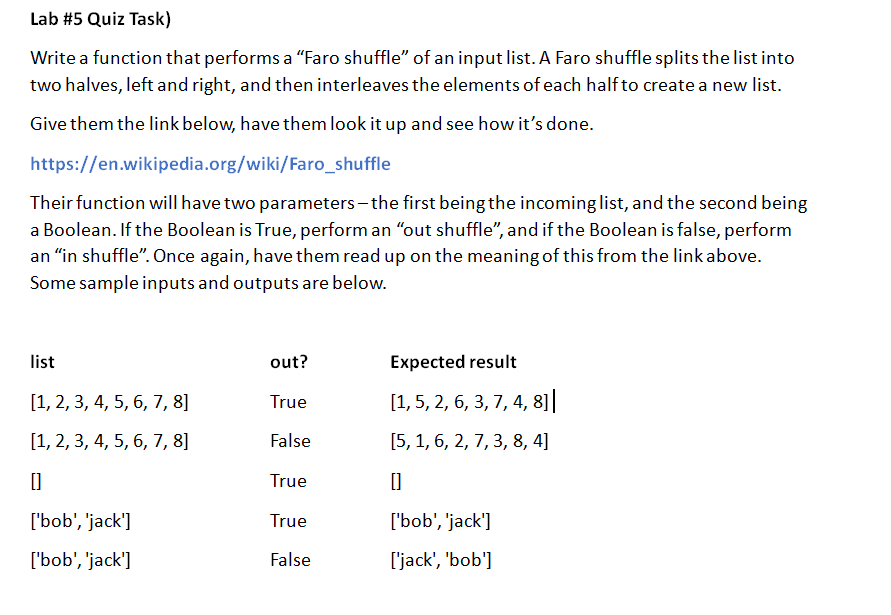 Lab #5 Quiz Task)
Write a function that performs a “Faro shuffle” of an input list. A Faro shuffle splits the list into
two halves, left and right, and then interleaves the elements of each half to create a new list.
Give them the link below, have them look it up and see how it’s done.
https://en.wikipedia.org/wiki/Faro_shuffle
Their function will have two parameters – the first being the incoming list, and the second being
a Boolean. If the Boolean is True, perform an “out shuffle”, and if the Boolean is false, perform
an “in shuffle”. Once again, have them read up on the meaning of this from the link above.
Some sample inputs and outputs are below.
list out? Expected result
[1, 2, 3, 4, 5, 6, 7, 8] True [1, 5, 2, 6, 3, 7, 4, 8]
[1, 2, 3, 4, 5, 6, 7, 8] False [5, 1, 6, 2, 7, 3, 8, 4]
[] True []
['bob', 'jack'] True ['bob', 'jack']
['bob', 'jack'] False ['jack', 'bob']